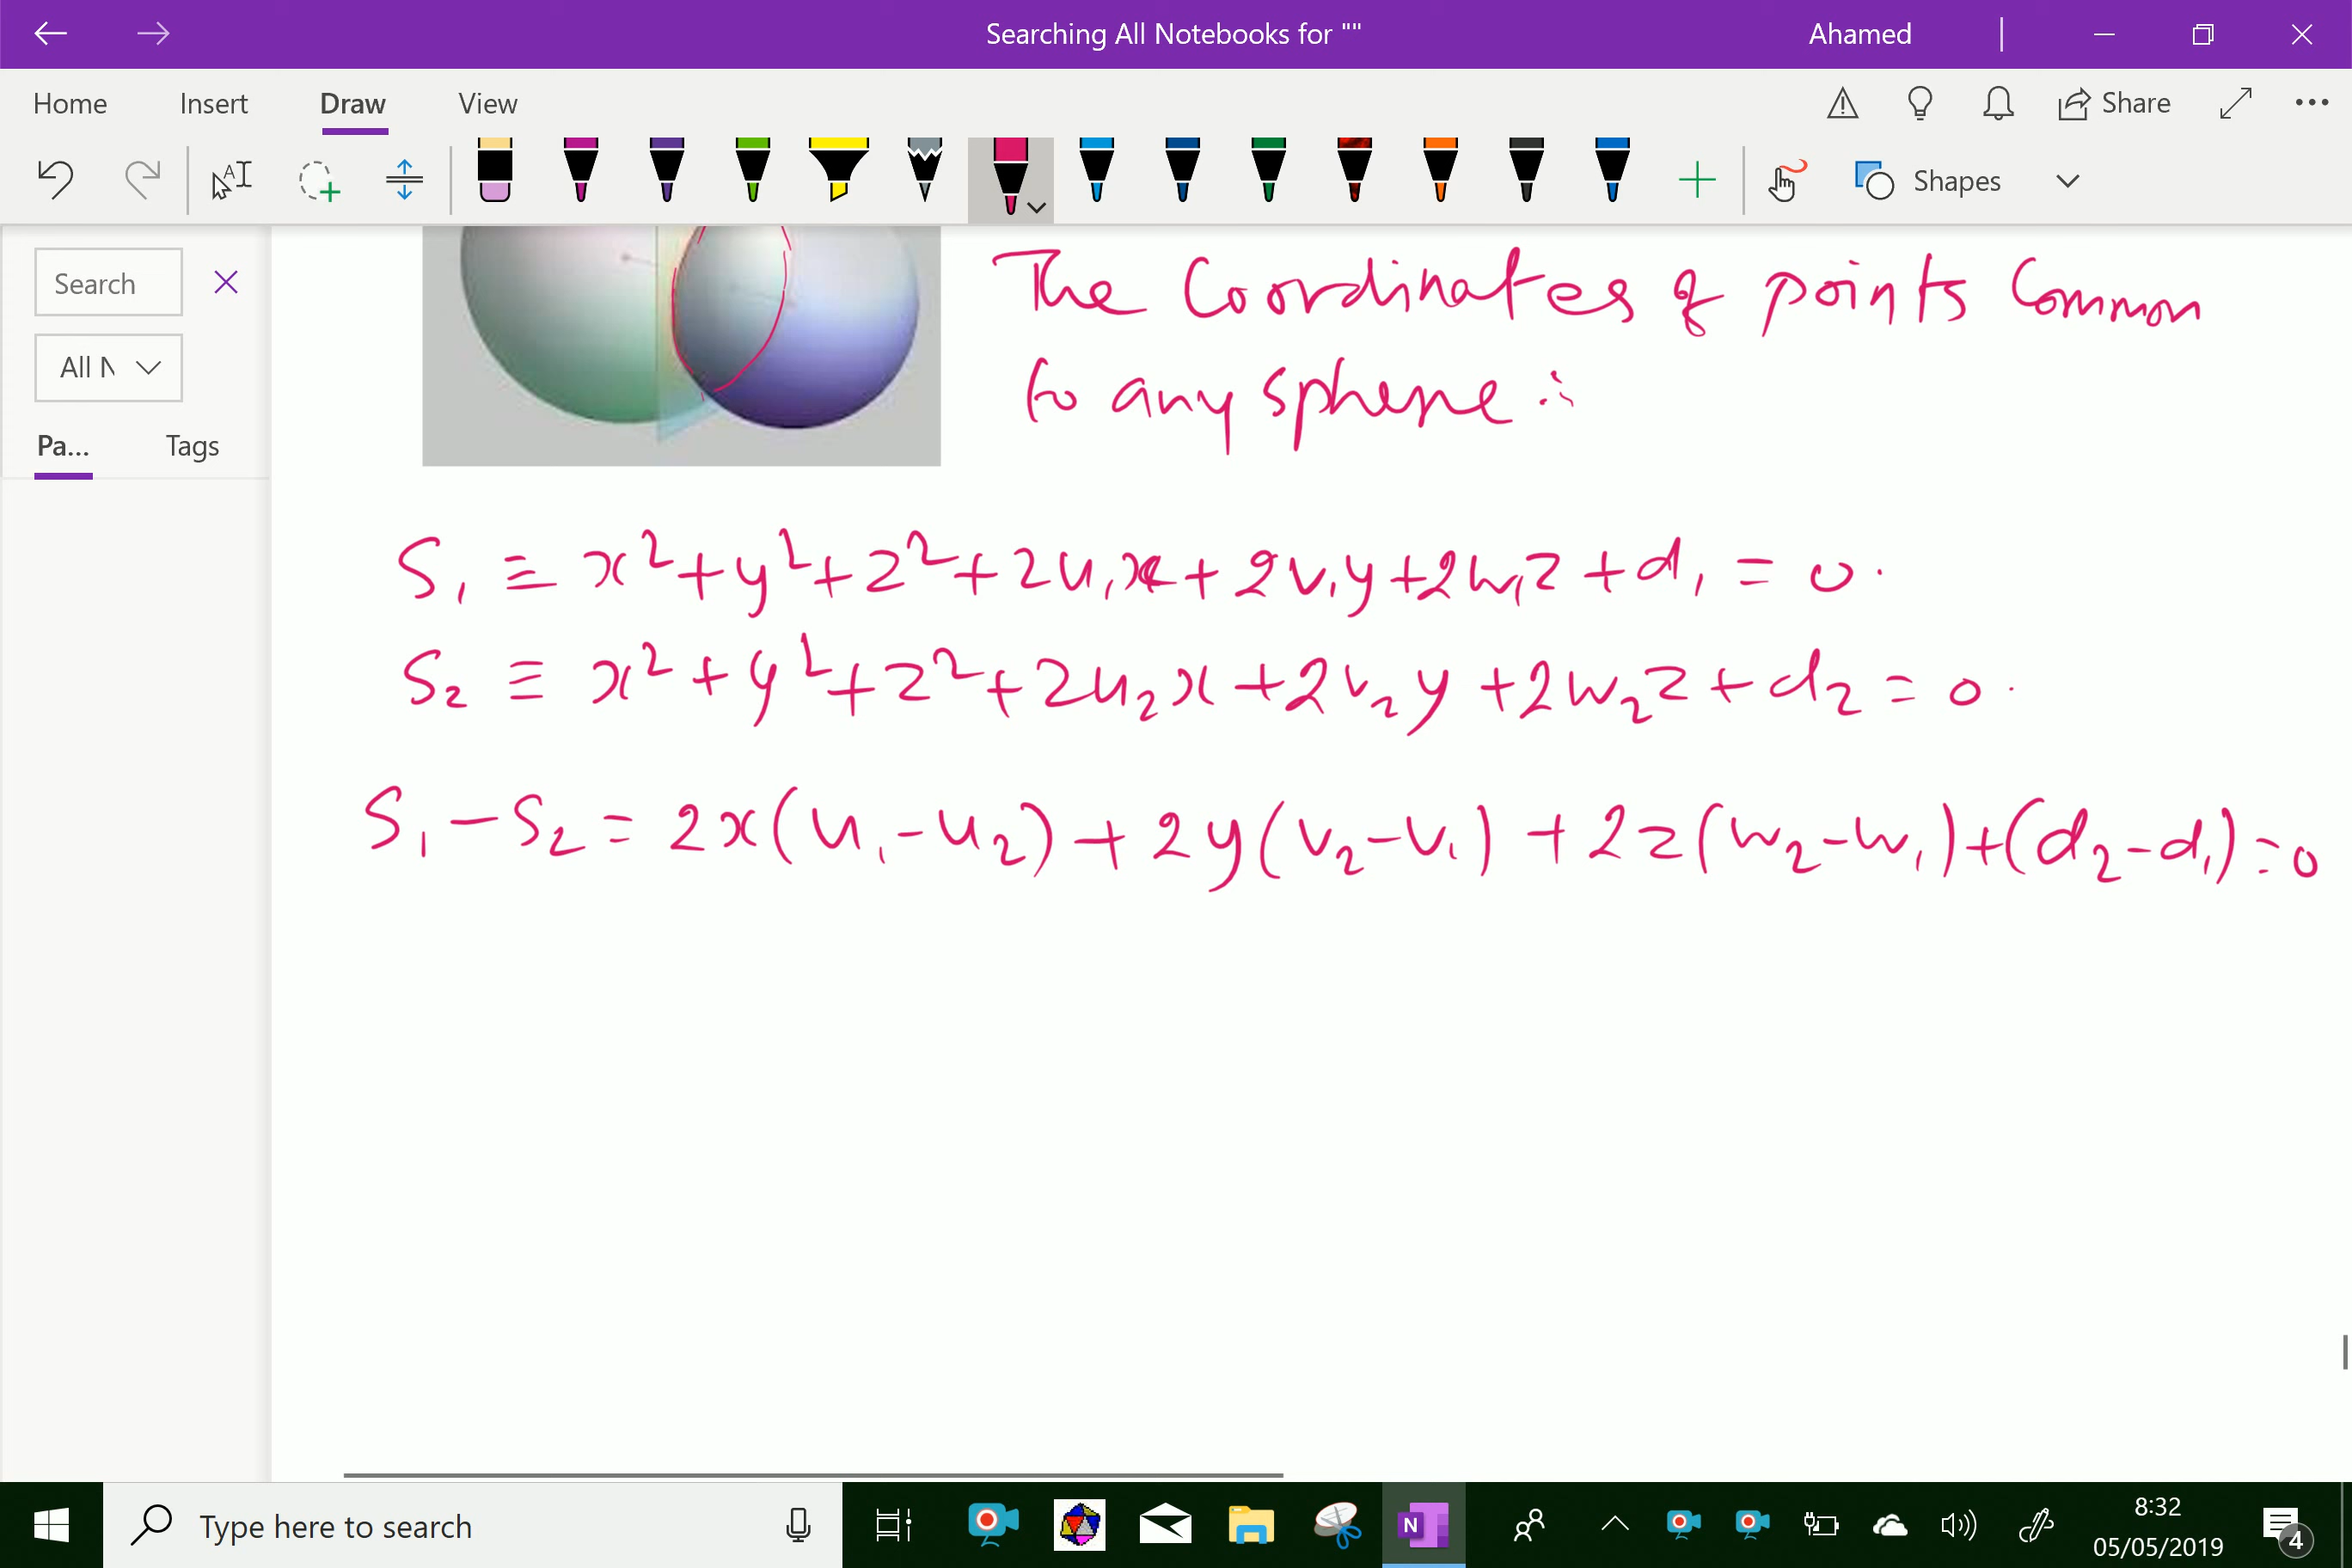 Searching All Notebooks for "" Ahamed
Home Insert Draw View Share
Shapes
Search
All N
Pa... Tags
The Coordinates of points Common
to any sphere :
S₁ ≡ x²+y²+z²+2u₁x+2v₁y+2w₁z+d₁ = 0.
S₂ ≡ x²+y²+z²+2u₂x+2v₂y+2w₂z+d₂ = 0.
S₁-S₂ = 2x(u₁-u₂)+2y(v₂-v₁)+2z(w₂-w₁)+(d₂-d₁)=0
Type here to search
N
8:32
05/05/2019
4